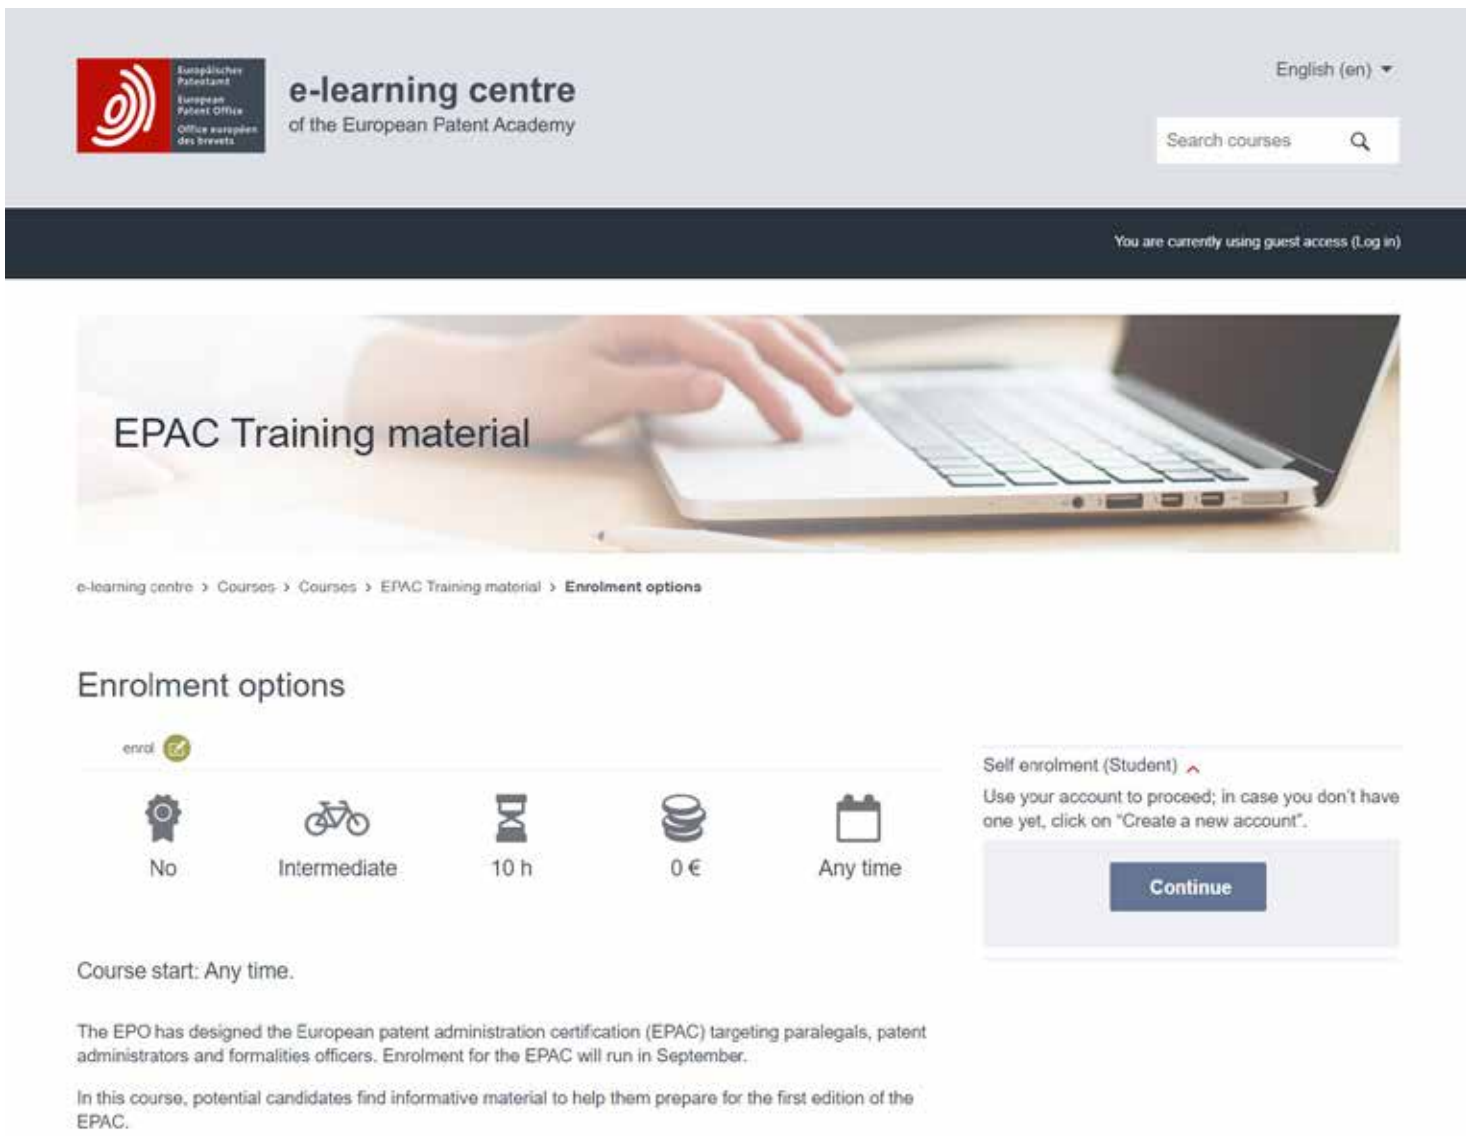 Europäisches
Patentamt
European
Patent Office
Office européen
des brevets
e-learning centre
of the European Patent Academy
English (en)
Search courses
You are currently using guest access (Log in)
EPAC Training material
e-learning centre > Courses > Courses > EPAC Training material > Enrolment options
Enrolment options
enrol
No
Intermediate
10 h
0 €
Any time
Self enrolment (Student)
Use your account to proceed; in case you don't have
one yet, click on "Create a new account".
Continue
Course start: Any time.
The EPO has designed the European patent administration certification (EPAC) targeting paralegals, patent
administrators and formalities officers. Enrolment for the EPAC will run in September.
In this course, potential candidates find informative material to help them prepare for the first edition of the
EPAC.